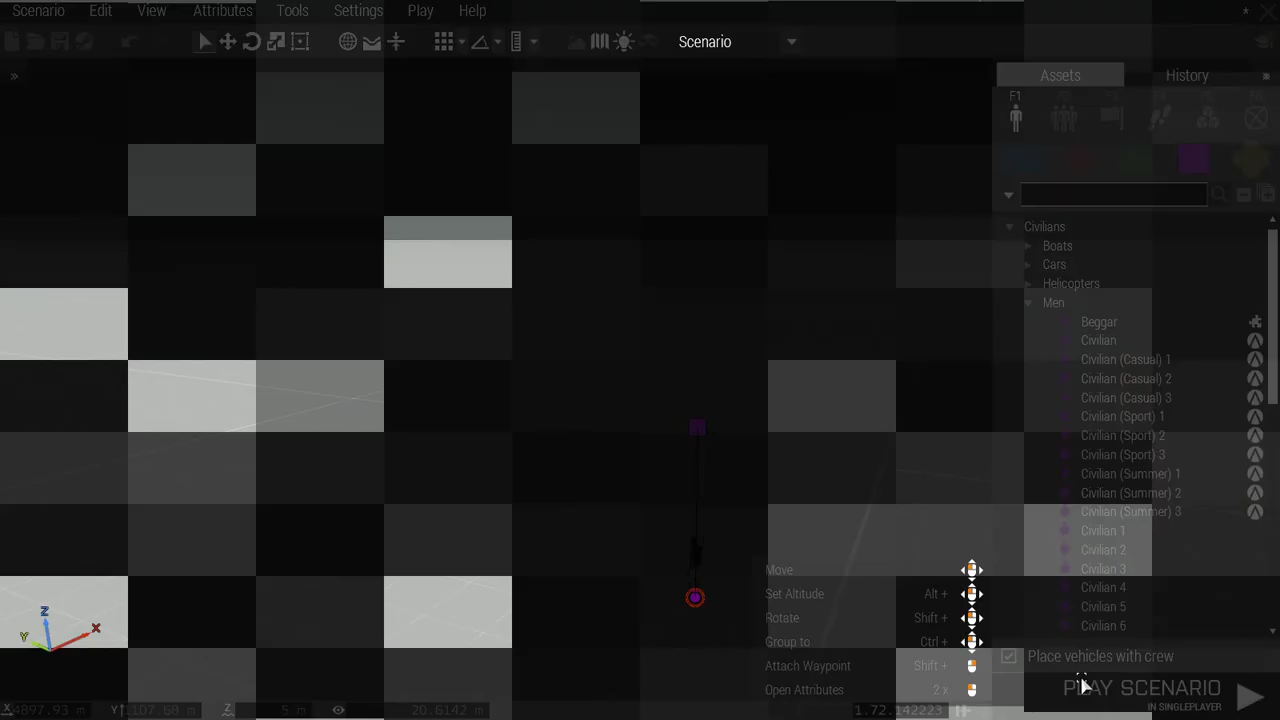 Scenario Edit View Attributes Tools Settings Play Help
Scenario
Assets History
F1
Civilians
Boats
Cars
Helicopters
Men
Beggar
Civilian
Civilian (Casual) 1
Civilian (Casual) 2
Civilian (Casual) 3
Civilian (Sport) 1
Civilian (Sport) 2
Civilian (Sport) 3
Civilian (Summer) 1
Civilian (Summer) 2
Civilian (Summer) 3
Civilian 1
Civilian 2
Civilian 3
Civilian 4
Civilian 5
Civilian 6
Move
Set Altitude Alt +
Rotate Shift +
Group to Ctrl +
Attach Waypoint Shift +
Open Attributes 2 x
Place vehicles with crew
PLAY SCENARIO
IN SINGLEPLAYER
Z
Y X
X 4897.93 m Y 1107.68 m Z 5 m 20.6142 m 1.72.142223